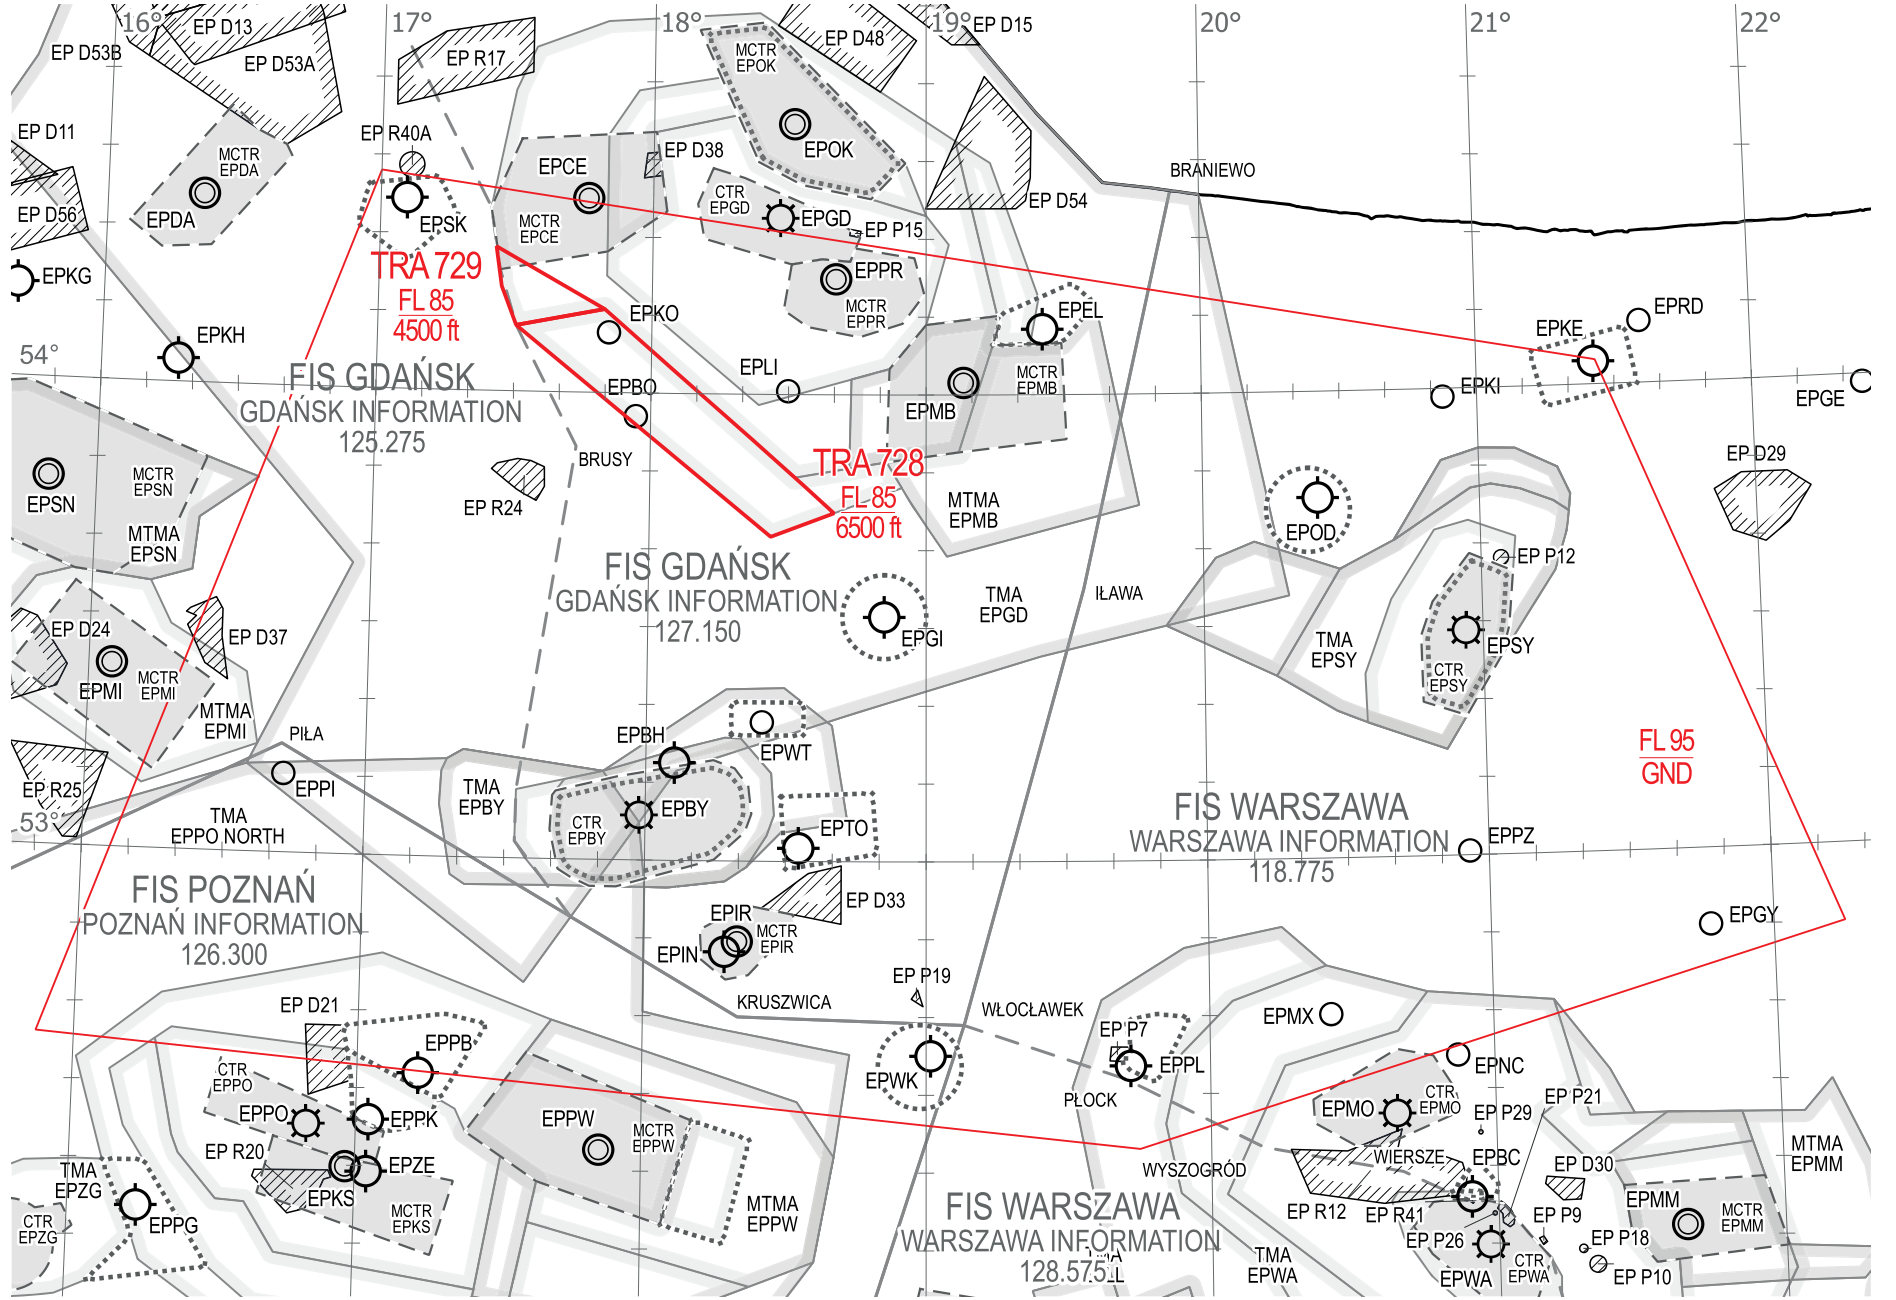 16°
17°
18°
19°
20°
21°
22°
EP D13
EP D53B
EP D53A
EP R17
MCTR
EPOK
EP D48
EP D15
EP D11
MCTR
EPDA
EP R40A
EPCE
EP D38
EPOK
BRANIEWO
EP D56
EPDA
EPSK
MCTR
EPCE
CTR
EPGD
EPGD
EP P15
EP D54
EPKG
TRA 729
FL 85
4500 ft
EPPR
MCTR
EPPR
EPKO
EPEL
EPRD
EPKE
EPKH
54°
FIS GDAŃSK
GDAŃSK INFORMATION
125.275
EPLI
EPBO
MCTR
EPMB
EPMB
EPKI
EPGE
BRUSY
TRA 728
FL 85
6500 ft
EP D29
EPSN
MCTR
EPSN
EP R24
MTMA
EPMB
MTMA
EPSN
EPOD
EP P12
FIS GDAŃSK
GDAŃSK INFORMATION
127.150
TMA
EPGD
IŁAWA
EP D24
EP D37
EPGI
TMA
EPSY
EPSY
CTR
EPSY
EPMI
MCTR
EPMI
MTMA
EPMI
PIŁA
EPBH
EPWT
FL 95
GND
EP R25
EPPI
TMA
EPBY
EPBY
CTR
EPBY
EPTO
53°
TMA
EPPO NORTH
FIS WARSZAWA
WARSZAWA INFORMATION
118.775
EPPZ
FIS POZNAŃ
POZNAŃ INFORMATION
126.300
EP D33
EPIR
MCTR
EPIR
EPIN
EPGY
EP P19
KRUSZWICA
WŁOCŁAWEK
EP D21
EPMX
EPPB
EP P7
EPPL
EPWK
EPNC
CTR
EPPO
EPPO
EPPK
PŁOCK
EPMO
CTR
EPMO
EP P21
EP P29
EPPW
MCTR
EPPW
EP R20
EPZE
EPKS
WIERSZE
EPBC
EP D30
MTMA
EPMM
TMA
EPZG
WYSZOGRÓD
EPPG
MCTR
EPKS
MTMA
EPPW
FIS WARSZAWA
WARSZAWA INFORMATION
128.575
EP R12
EP R41
EP P9
EPMM
MCTR
EPMM
CTR
EPZG
EP P26
EP P18
TMA
EPWA
EPWA
CTR
EPWA
EP P10